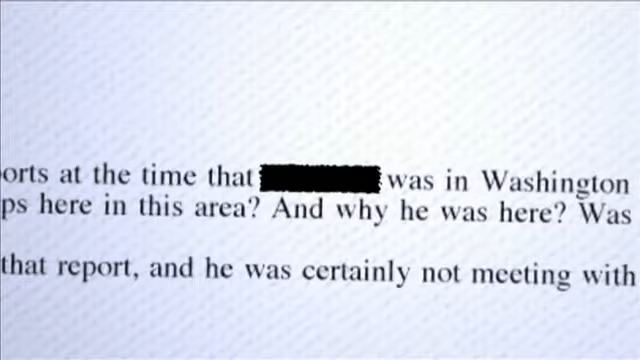 orts at the time that was in Washington
ps here in this area? And why he was here? Was
that report, and he was certainly not meeting with